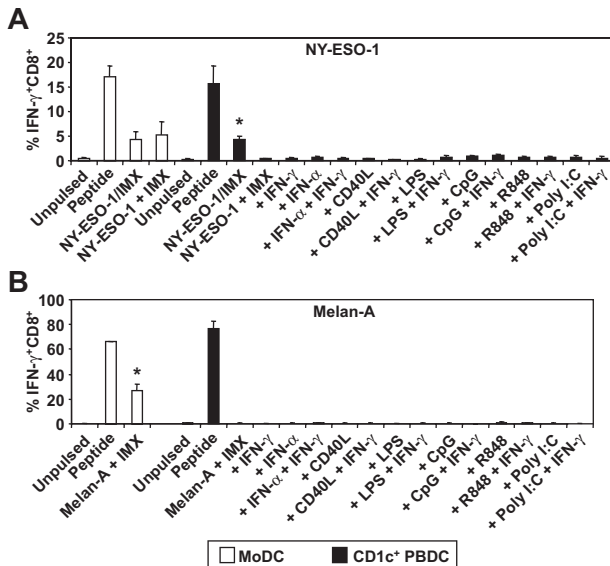 A
NY-ESO-1
% IFN-γ⁺CD8⁺
25
20
15
10
5
0
Unpulsed
Peptide
NY-ESO-1/IMX
NY-ESO-1 + IMX
Unpulsed
Peptide
*
NY-ESO-1/IMX
NY-ESO-1 + IMX
+ IFN-γ
+ IFN-α
+ IFN-α + IFN-γ
+ CD40L
+ CD40L + IFN-γ
+ LPS
+ LPS + IFN-γ
+ CpG
+ CpG + IFN-γ
+ R848
+ R848 + IFN-γ
+ Poly I:C
+ Poly I:C + IFN-γ
B
Melan-A
% IFN-γ⁺CD8⁺
100
80
60
40
20
0
Unpulsed
Peptide
*
Melan-A + IMX
Unpulsed
Peptide
Melan-A + IMX
+ IFN-γ
+ IFN-α
+ IFN-α + IFN-γ
+ CD40L
+ CD40L + IFN-γ
+ LPS
+ LPS + IFN-γ
+ CpG
+ CpG + IFN-γ
+ R848
+ R848 + IFN-γ
+ Poly I:C
+ Poly I:C + IFN-γ
MoDC
CD1c⁺ PBDC